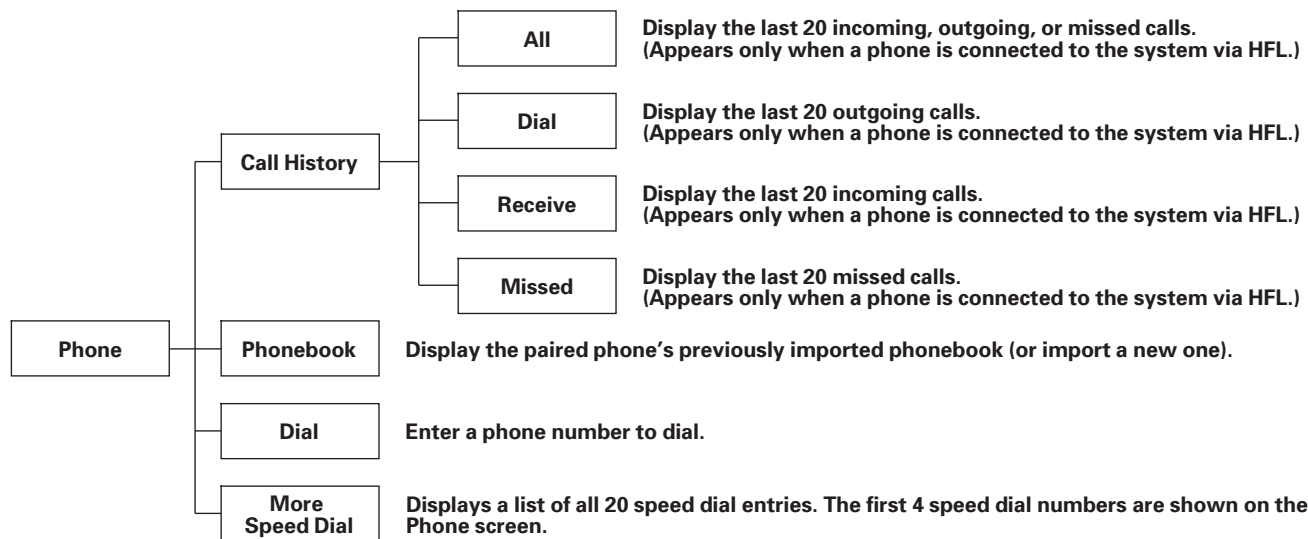 All
Display the last 20 incoming, outgoing, or missed calls.
(Appears only when a phone is connected to the system via HFL.)
Dial
Display the last 20 outgoing calls.
(Appears only when a phone is connected to the system via HFL.)
Call History
Receive
Display the last 20 incoming calls.
(Appears only when a phone is connected to the system via HFL.)
Missed
Display the last 20 missed calls.
(Appears only when a phone is connected to the system via HFL.)
Phone
Phonebook
Display the paired phone’s previously imported phonebook (or import a new one).
Dial
Enter a phone number to dial.
More
Speed Dial
Displays a list of all 20 speed dial entries. The first 4 speed dial numbers are shown on the
Phone screen.